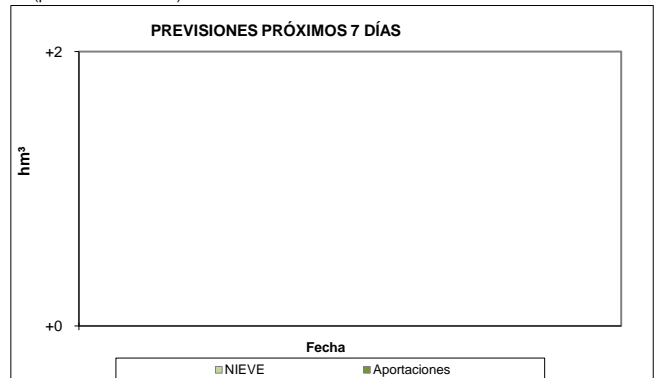 PREVISIONES PRÓXIMOS 7 DÍAS
+2
hm³
+0
Fecha
NIEVE Aportaciones